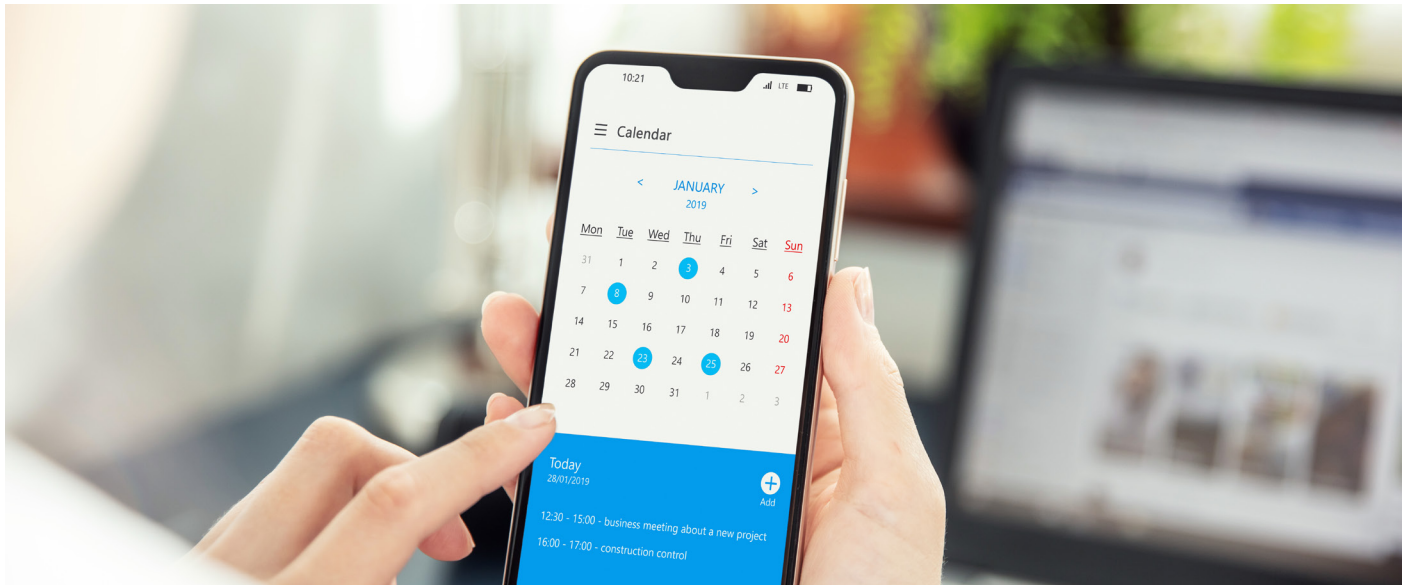 10:21 LTE
Calendar
< JANUARY >
2019
Mon Tue Wed Thu Fri Sat Sun
31 1 2 3 4 5 6
7 8 9 10 11 12 13
14 15 16 17 18 19 20
21 22 23 24 25 26 27
28 29 30 31 1 2 3
Today
28/01/2019
Add
12:30 - 15:00 - business meeting about a new project
16:00 - 17:00 - construction control